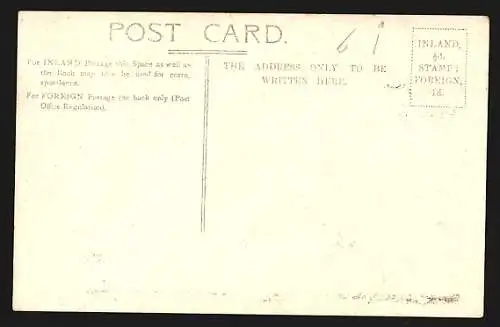 POST CARD.
For INLAND Postage this Space as well as
the Back may now be used for corre-
spondence.
For FOREIGN Postage the back only (Post
Office Regulation).
THE ADDRESS ONLY TO BE
WRITTEN HERE.
INLAND,
½d.
STAMP;
FOREIGN,
1d.